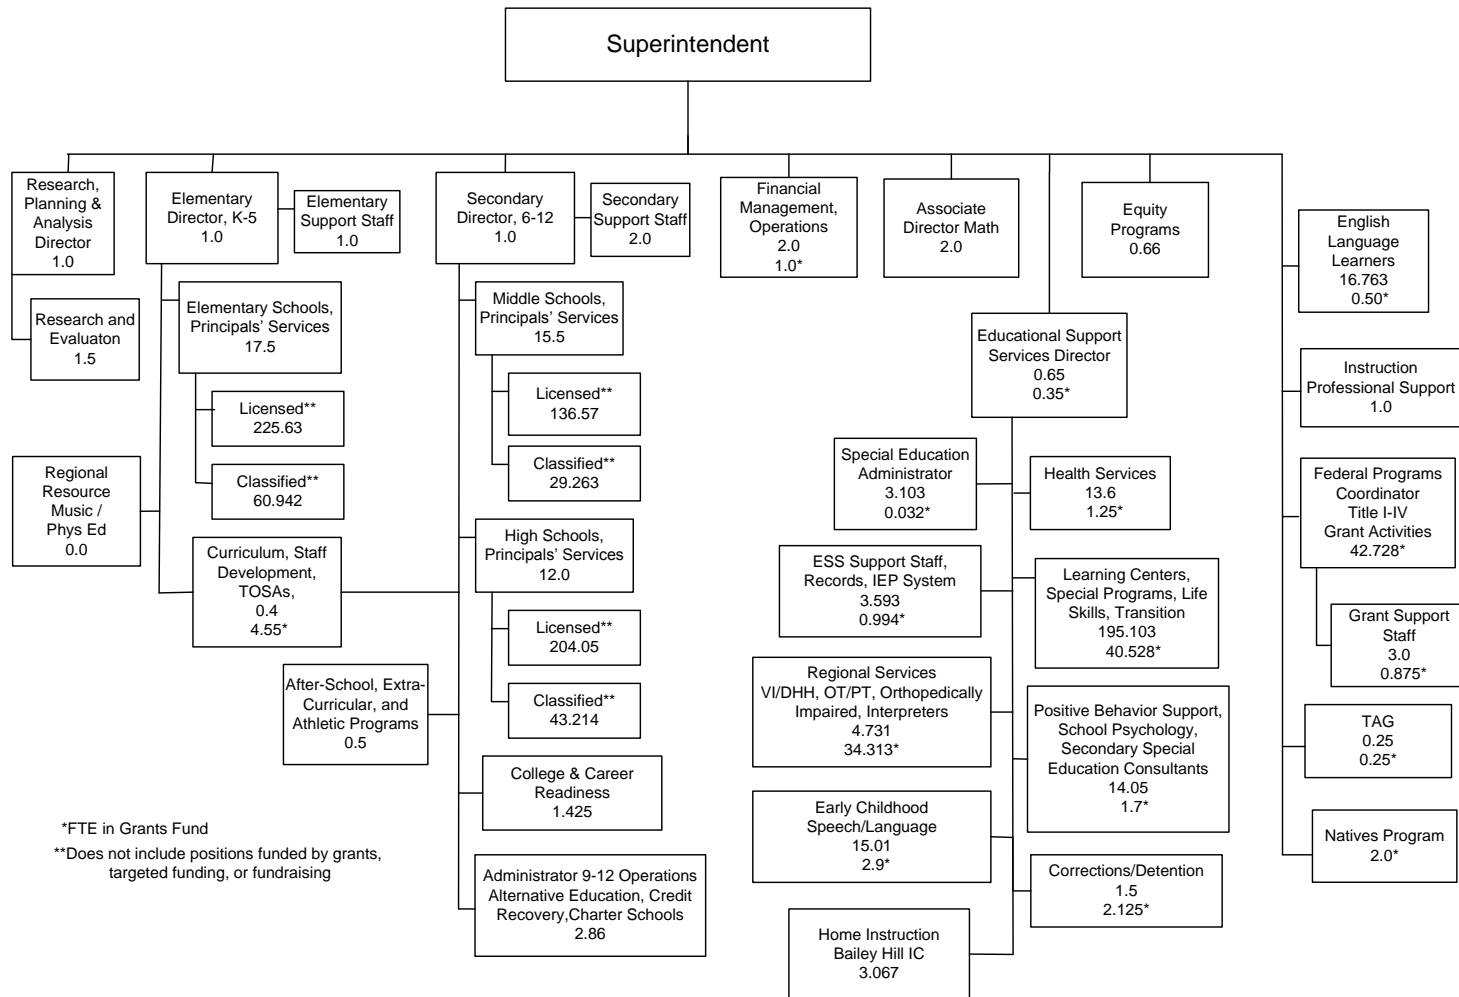 Superintendent
Research,
Planning &
Analysis
Director
1.0
Research and
Evaluaton
1.5
Elementary
Director, K-5
1.0
Elementary
Support Staff
1.0
Elementary Schools,
Principals' Services
17.5
Licensed**
225.63
Classified**
60.942
Regional
Resource
Music /
Phys Ed
0.0
Curriculum, Staff
Development,
TOSAs,
0.4
4.55*
Secondary
Director, 6-12
1.0
Secondary
Support Staff
2.0
Middle Schools,
Principals' Services
15.5
Licensed**
136.57
Classified**
29.263
High Schools,
Principals' Services
12.0
Licensed**
204.05
Classified**
43.214
After-School, Extra-
Curricular, and
Athletic Programs
0.5
College & Career
Readiness
1.425
Administrator 9-12 Operations
Alternative Education, Credit
Recovery,Charter Schools
2.86
Financial
Management,
Operations
2.0
1.0*
Associate
Director Math
2.0
Educational Support
Services Director
0.65
0.35*
Special Education
Administrator
3.103
0.032*
Health Services
13.6
1.25*
ESS Support Staff,
Records, IEP System
3.593
0.994*
Learning Centers,
Special Programs, Life
Skills, Transition
195.103
40.528*
Regional Services
VI/DHH, OT/PT, Orthopedically
Impaired, Interpreters
4.731
34.313*
Positive Behavior Support,
School Psychology,
Secondary Special
Education Consultants
14.05
1.7*
Early Childhood
Speech/Language
15.01
2.9*
Corrections/Detention
1.5
2.125*
Home Instruction
Bailey Hill IC
3.067
Equity
Programs
0.66
English
Language
Learners
16.763
0.50*
Instruction
Professional Support
1.0
Federal Programs
Coordinator
Title I-IV
Grant Activities
42.728*
Grant Support
Staff
3.0
0.875*
TAG
0.25
0.25*
Natives Program
2.0*
*FTE in Grants Fund
**Does not include positions funded by grants,
targeted funding, or fundraising